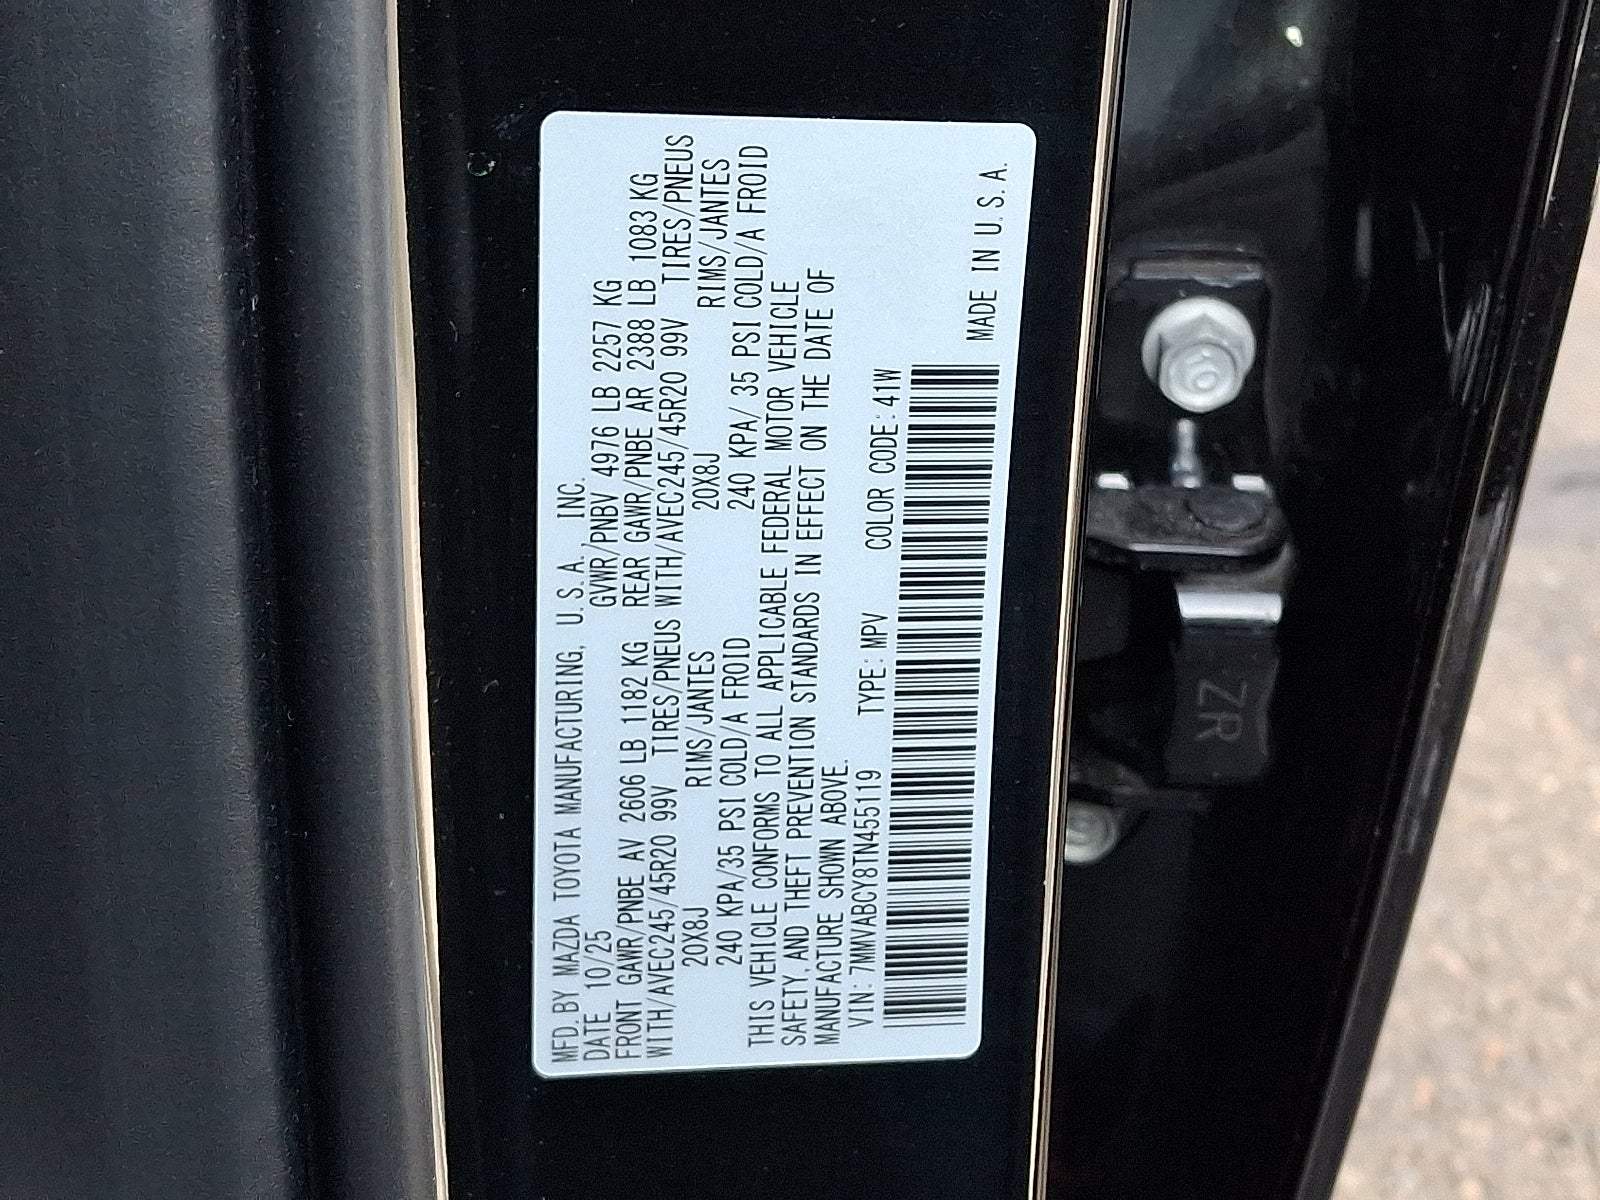 MFD. BY MAZDA TOYOTA MANUFACTURING, U.S.A., INC.
DATE 10/25 GVWR/PNBV 4976 LB 2257 KG
FRONT GAWR/PNBE AV 2606 LB 1182 KG REAR GAWR/PNBE AR 2388 LB 1083 KG
WITH/AVEC245/45R20 99V TIRES/PNEUS WITH/AVEC245/45R20 99V TIRES/PNEUS
20X8J RIMS/JANTES 20X8J RIMS/JANTES
240 KPA/35 PSI COLD/A FROID 240 KPA/ 35 PSI COLD/A FROID
THIS VEHICLE CONFORMS TO ALL APPLICABLE FEDERAL MOTOR VEHICLE
SAFETY, AND THEFT PREVENTION STANDARDS IN EFFECT ON THE DATE OF
MANUFACTURE SHOWN ABOVE.
VIN: 7MMVABCY8TN455119 TYPE: MPV COLOR CODE: 41W
MADE IN U.S.A.
ZR